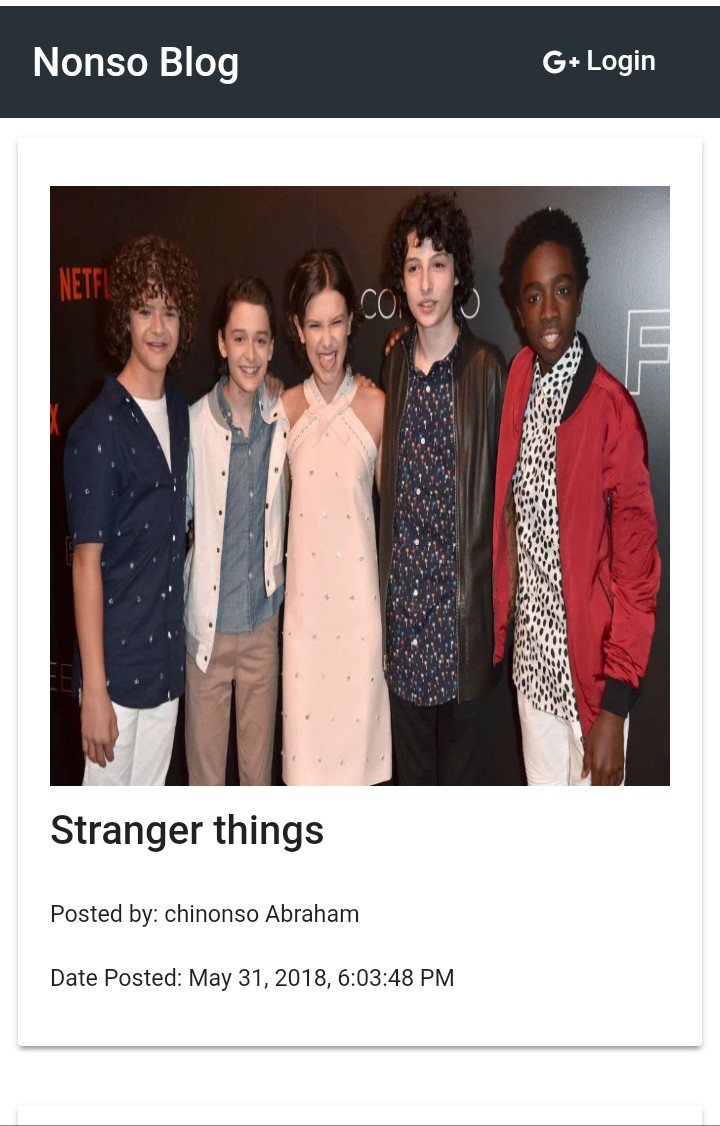 Nonso Blog
G+ Login
NETFL
CO
O
F
X
Stranger things
Posted by: chinonso Abraham
Date Posted: May 31, 2018, 6:03:48 PM